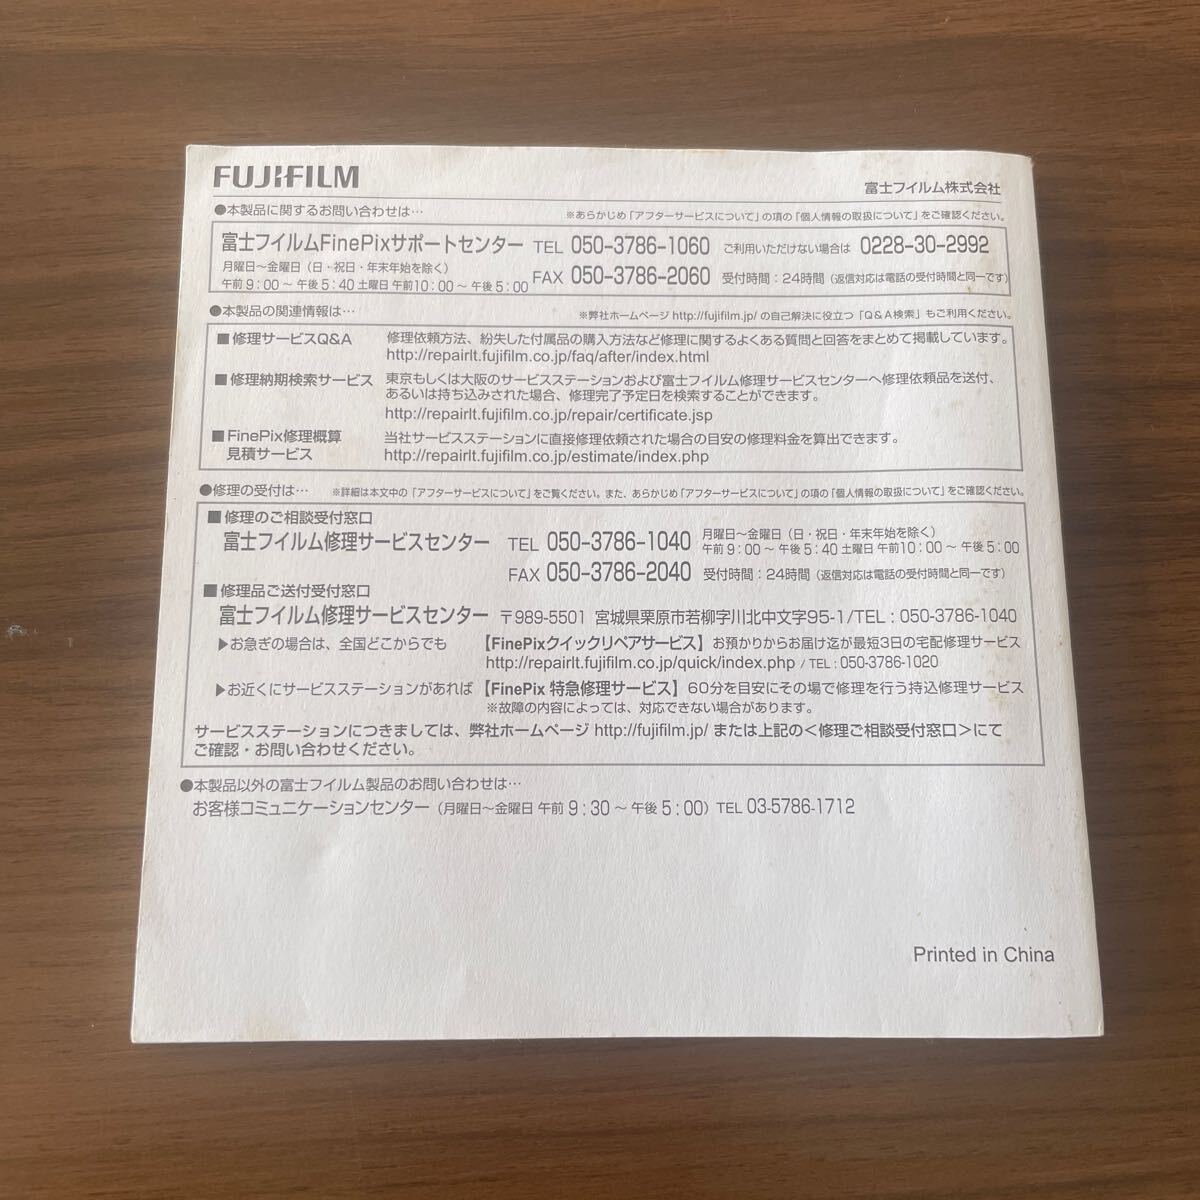 FUJIFILM
富士フイルム株式会社
●本製品に関するお問い合わせは…
※あらかじめ「アフターサービスについて」の項の「個人情報の取扱について」をご確認ください。
富士フイルムFinePixサポートセンター TEL 050-3786-1060 ご利用いただけない場合は 0228-30-2992
月曜日〜金曜日（日・祝日・年末年始を除く）
午前 9：00 〜 午後 5：40 土曜日 午前 10：00 〜 午後 5：00
FAX 050-3786-2060 受付時間：24時間（返信対応は電話の受付時間と同一です）
●本製品の関連情報は…
※弊社ホームページ http://fujifilm.jp/ の自己解決に役立つ「Q&A検索」もご利用ください。
■修理サービスQ&A 修理依頼方法、紛失した付属品の購入方法など修理に関するよくある質問と回答をまとめて掲載しています。
http://repairlt.fujifilm.co.jp/faq/after/index.html
■修理納期検索サービス 東京もしくは大阪のサービスステーションおよび富士フイルム修理サービスセンターへ修理依頼品を送付、
あるいは持ち込みされた場合、修理完了予定日を検索することができます。
http://repairlt.fujifilm.co.jp/repair/certificate.jsp
■FinePix修理概算 当社サービスステーションに直接修理依頼された場合の目安の修理料金を算出できます。
見積サービス http://repairlt.fujifilm.co.jp/estimate/index.php
●修理の受付は… ※詳細は本文中の「アフターサービスについて」をご覧ください。また、あらかじめ「アフターサービスについて」の項の「個人情報の取扱について」をご確認ください。
■修理のご相談受付窓口
富士フイルム修理サービスセンター TEL 050-3786-1040
月曜日〜金曜日（日・祝日・年末年始を除く）
午前 9：00 〜 午後 5：40 土曜日 午前 10：00 〜 午後 5：00
FAX 050-3786-2040 受付時間：24時間（返信対応は電話の受付時間と同一です）
■修理品ご送付受付窓口
富士フイルム修理サービスセンター 〒989-5501 宮城県栗原市若柳字川北中文字95-1/TEL：050-3786-1040
▶お急ぎの場合は、全国どこからでも 【FinePixクイックリペアサービス】お預かりからお届け迄が最短3日の宅配修理サービス
http://repairlt.fujifilm.co.jp/quick/index.php / TEL：050-3786-1020
▶お近くにサービスステーションがあれば【FinePix 特急修理サービス】60分を目安にその場で修理を行う持込修理サービス
※故障の内容によっては、対応できない場合があります。
サービスステーションにつきましては、弊社ホームページ http://fujifilm.jp/ または上記の＜修理ご相談受付窓口＞にて
ご確認・お問い合わせください。
●本製品以外の富士フイルム製品のお問い合わせは…
お客様コミュニケーションセンター（月曜日〜金曜日 午前 9：30 〜 午後 5：00）TEL 03-5786-1712
Printed in China